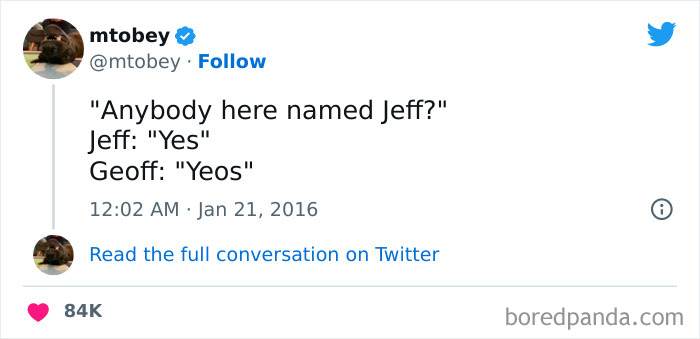 mtobey
@mtobey · Follow
"Anybody here named Jeff?"
Jeff: "Yes"
Geoff: "Yeos"
12:02 AM · Jan 21, 2016
Read the full conversation on Twitter
84K
boredpanda.com